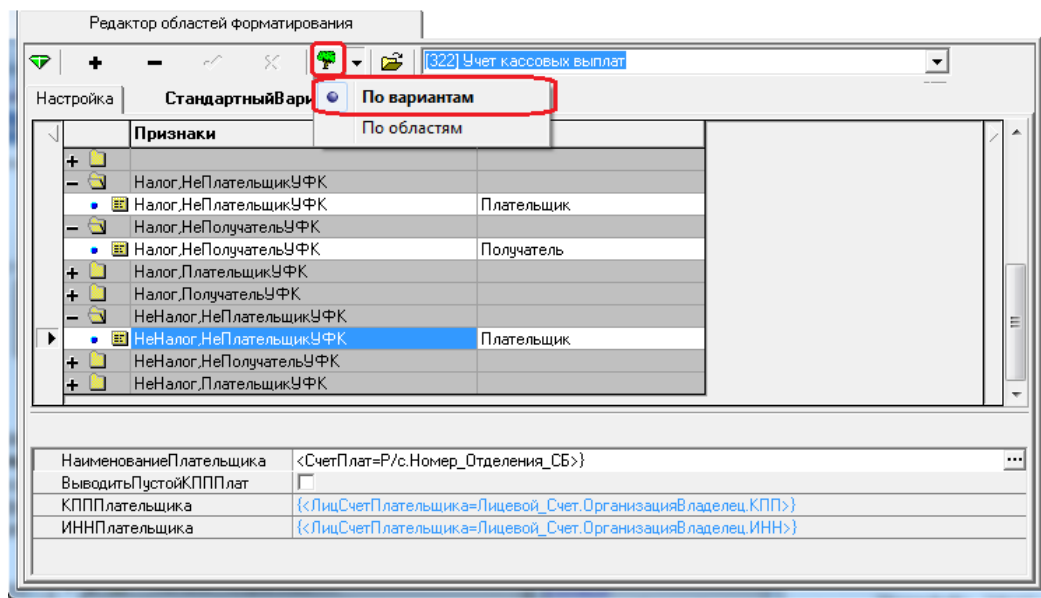 Редактор областей форматирования
[322] Учет кассовых выплат
Настройка СтандартныйВари По вариантам
По областям
Признаки
Налог,НеПлательщикУФК
Налог,НеПлательщикУФК Плательщик
Налог,НеПолучательУФК
Налог,НеПолучательУФК Получатель
Налог,ПлательщикУФК
Налог,ПолучательУФК
НеНалог,НеПлательщикУФК
НеНалог,НеПлательщикУФК Плательщик
НеНалог,НеПолучательУФК
НеНалог,ПлательщикУФК
НаименованиеПлательщика <СчетПлат=Р/с.Номер_Отделения_СБ>}
ВыводитьПустойКПППлат
КПППлательщика {<ЛицСчетПлательщика=Лицевой_Счет.ОрганизацияВладелец.КПП>}
ИННПлательщика {<ЛицСчетПлательщика=Лицевой_Счет.ОрганизацияВладелец.ИНН>}